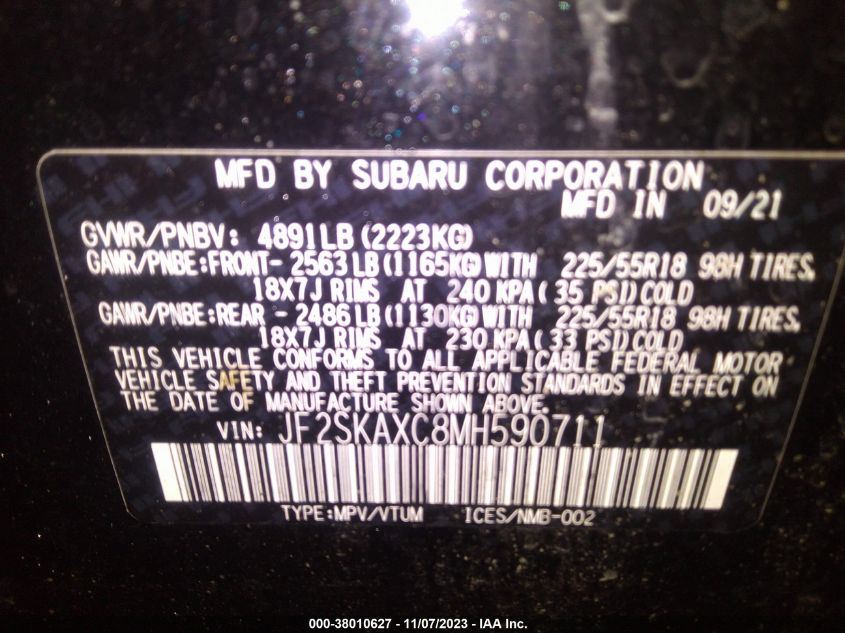 MFD BY SUBARU CORPORATION
MFD IN 09/21
GVWR/PNBV: 4891LB(2223KG)
GAWR/PNBE:FRONT- 2563LB(1165KG)WITH 225/55R18 98H TIRES,
18X7J RIMS AT 240 KPA( 35 PSI)COLD
GAWR/PNBE:REAR - 2486LB(1130KG)WITH 225/55R18 98H TIRES,
18X7J RIMS AT 230 KPA( 33 PSI)COLD
THIS VEHICLE CONFORMS TO ALL APPLICABLE FEDERAL MOTOR
VEHICLE SAFETY AND THEFT PREVENTION STANDARDS IN EFFECT ON
THE DATE OF MANUFACTURE SHOWN ABOVE.
VIN: JF2SKAXC8MH590711
TYPE:MPV/VTUM ICES/NMB-002
000-38010627 - 11/07/2023 - IAA Inc.